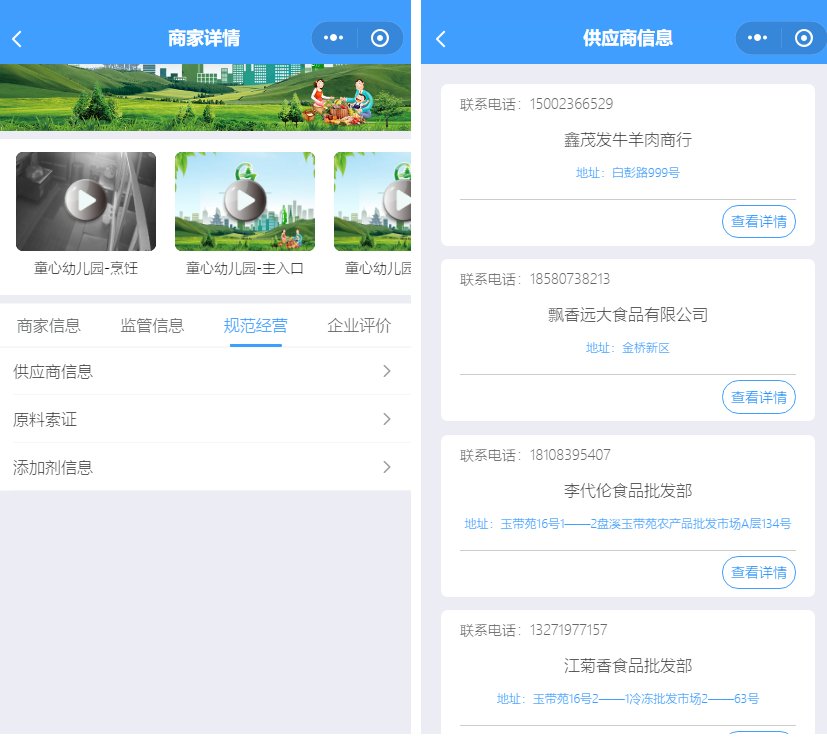 商家详情
童心幼儿园-烹饪
童心幼儿园-主入口
童心幼儿园
商家信息
监管信息
规范经营
企业评价
供应商信息
原料索证
添加剂信息
供应商信息
联系电话：15002366529
鑫茂发牛羊肉商行
地址：白彭路999号
查看详情
联系电话：18580738213
飘香远大食品有限公司
地址：金桥新区
查看详情
联系电话：18108395407
李代伦食品批发部
地址：玉带苑16号1——2盘溪玉带苑农产品批发市场A层134号
查看详情
联系电话：13271977157
江菊香食品批发部
地址：玉带苑16号2——1冷冻批发市场2——63号